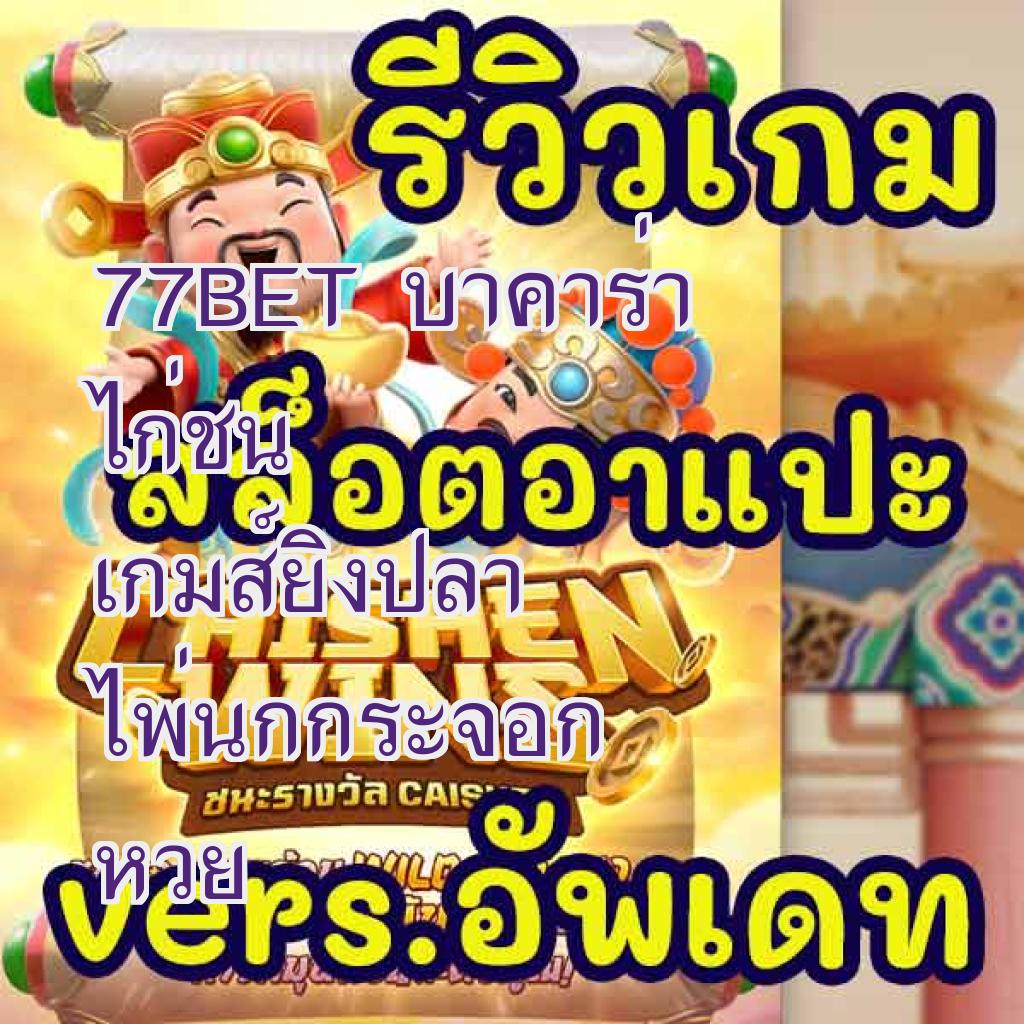 รีวิวเกม
77BET บาคาร่า
ไก่ชน
สล็อตอาแปะ
เกมส์ยิงปลา
CAISHEN
WINS
ไพ่นกกระจอก
ชนะรางวัล
หวย
vers.อัพเดท